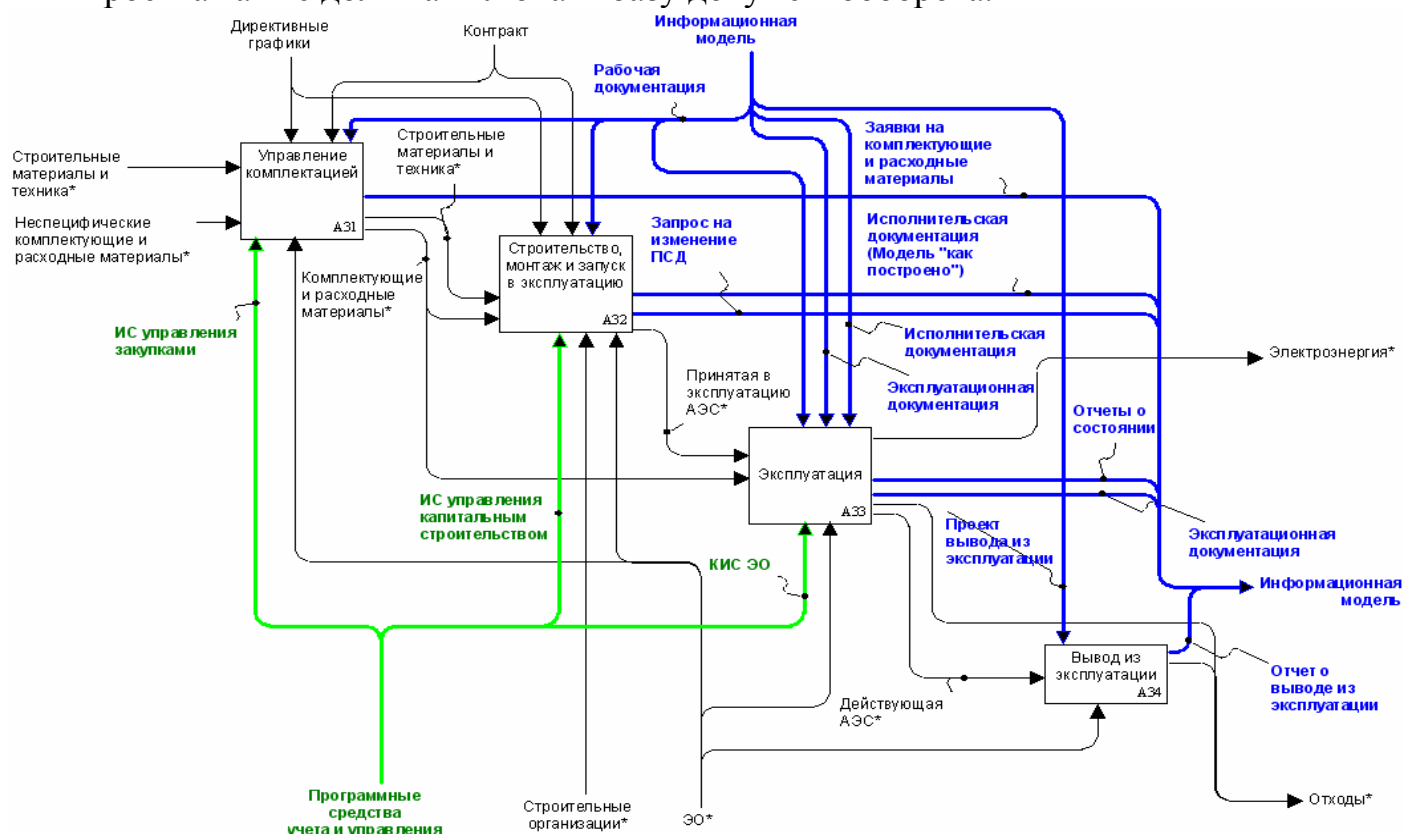 Директивные
графики
Контракт
Информационная
модель
Рабочая
документация
Строительные
материалы и
техника*
Заявки на
комплектующие
и расходные
материалы
Строительные
материалы и
техника*
Управление
комплектацией
А31
Неспецифические
комплектующие и
расходные материалы*
Запрос на
изменение
ПСД
Исполнительская
документация
(Модель "как
построено")
Строительство,
монтаж и запуск
в эксплуатацию
А32
Комплектующие
и расходные
материалы*
ИС управления
закупками
Исполнительская
документация
Электроэнергия*
Принятая в
эксплуатацию
АЭС*
Эксплуатационная
документация
Отчеты о
состоянии
Эксплуатация
А33
ИС управления
капитальным
строительством
Проект
вывода из
эксплуатации
Эксплуатационная
документация
КИС ЭО
Информационная
модель
Вывод из
эксплуатации
А34
Отчет о
выводе из
эксплуатации
Действующая
АЭС*
Программные
средства
учета и управления
Строительные
организации*
ЭО*
Отходы*